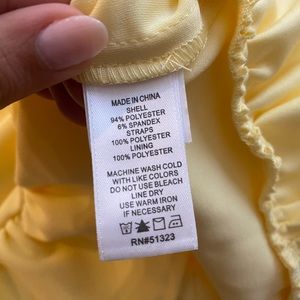 MADE IN CHINA
SHELL
94% POLYESTER
6% SPANDEX
STRAPS
100% POLYESTER
LINING
100% POLYESTER
MACHINE WASH COLD
WITH LIKE COLORS
DO NOT BLEACH
LINE DRY
USE WARM IRON
IF NECESSARY
RN#51323